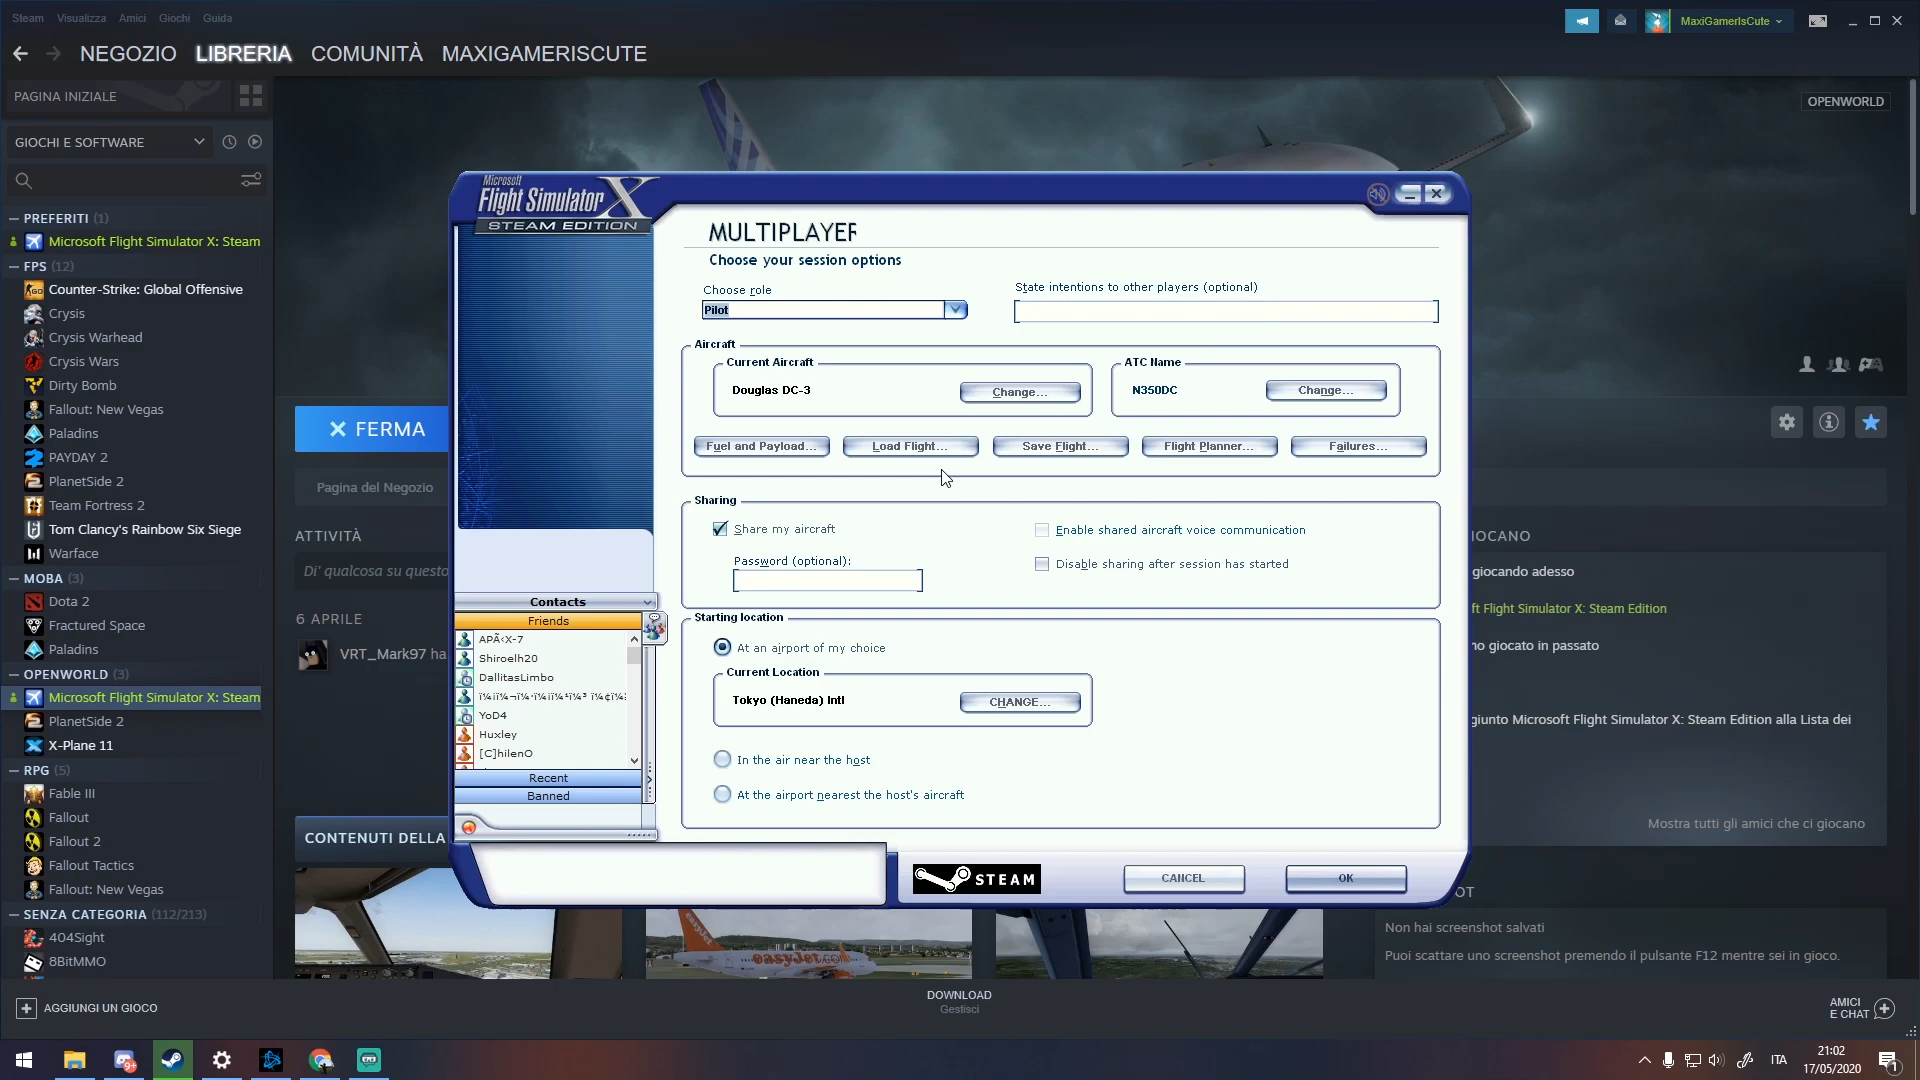 Steam Visualizza Amici Giochi Guida
MaxiGamerIsCute
NEGOZIO LIBRERIA COMUNITÀ MAXIGAMERISCUTE
PAGINA INIZIALE
OPENWORLD
GIOCHI E SOFTWARE
PREFERITI (1)
Microsoft Flight Simulator X: Steam
FPS (12)
Counter-Strike: Global Offensive
Crysis
Crysis Warhead
Crysis Wars
Dirty Bomb
Fallout: New Vegas
Paladins
PAYDAY 2
PlanetSide 2
Team Fortress 2
Tom Clancy's Rainbow Six Siege
Warface
MOBA (3)
Dota 2
Fractured Space
Paladins
OPENWORLD (3)
Microsoft Flight Simulator X: Steam
PlanetSide 2
X-Plane 11
RPG (5)
Fable III
Fallout
Fallout 2
Fallout Tactics
Fallout: New Vegas
SENZA CATEGORIA (112/213)
404Sight
8BitMMO
AGGIUNGI UN GIOCO
FERMA
Pagina del Negozio
ATTIVITÀ
Di' qualcosa su questo
6 APRILE
VRT_Mark97 ha
CONTENUTI DELLA
Microsoft
Flight Simulator X
STEAM EDITION
MULTIPLAYER
Choose your session options
Choose role
Pilot
State intentions to other players (optional)
Aircraft
Current Aircraft
Douglas DC-3
Change...
ATC Name
N350DC
Change...
Fuel and Payload...
Load Flight...
Save Flight...
Flight Planner...
Failures...
Sharing
Share my aircraft
Enable shared aircraft voice communication
Password (optional):
Disable sharing after session has started
Starting location
At an airport of my choice
Current Location
Tokyo (Haneda) Intl
CHANGE...
In the air near the host
At the airport nearest the host's aircraft
Contacts
Friends
APÃ‹X-7
Shiroelh20
DallitasLimbo
YoD4
Huxley
[C]hilenO
Recent
Banned
STEAM
CANCEL
OK
IOCANO
giocando adesso
ft Flight Simulator X: Steam Edition
no giocato in passato
giunto Microsoft Flight Simulator X: Steam Edition alla Lista dei
Mostra tutti gli amici che ci giocano
OT
Non hai screenshot salvati
Puoi scattare uno screenshot premendo il pulsante F12 mentre sei in gioco.
easyJet.co
DOWNLOAD
Gestisci
AMICI
E CHAT
9+
ITA
21:02
17/05/2020
1